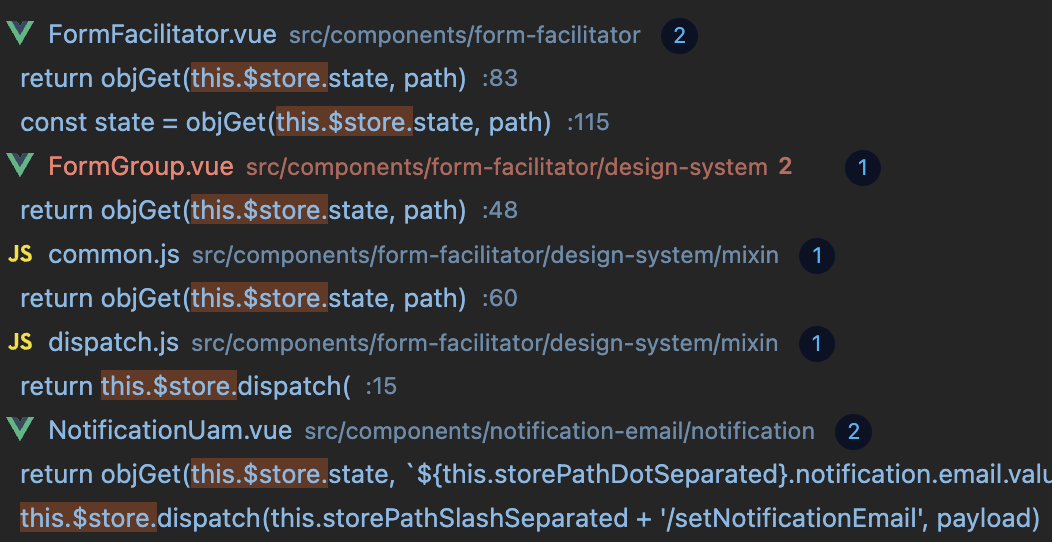 FormFacilitator.vue src/components/form-facilitator 2
return objGet(this.$store.state, path) :83
const state = objGet(this.$store.state, path) :115
FormGroup.vue src/components/form-facilitator/design-system 2 1
return objGet(this.$store.state, path) :48
JS common.js src/components/form-facilitator/design-system/mixin 1
return objGet(this.$store.state, path) :60
JS dispatch.js src/components/form-facilitator/design-system/mixin 1
return this.$store.dispatch( :15
NotificationUam.vue src/components/notification-email/notification 2
return objGet(this.$store.state, `${this.storePathDotSeparated}.notification.email.valu
this.$store.dispatch(this.storePathSlashSeparated + '/setNotificationEmail', payload)